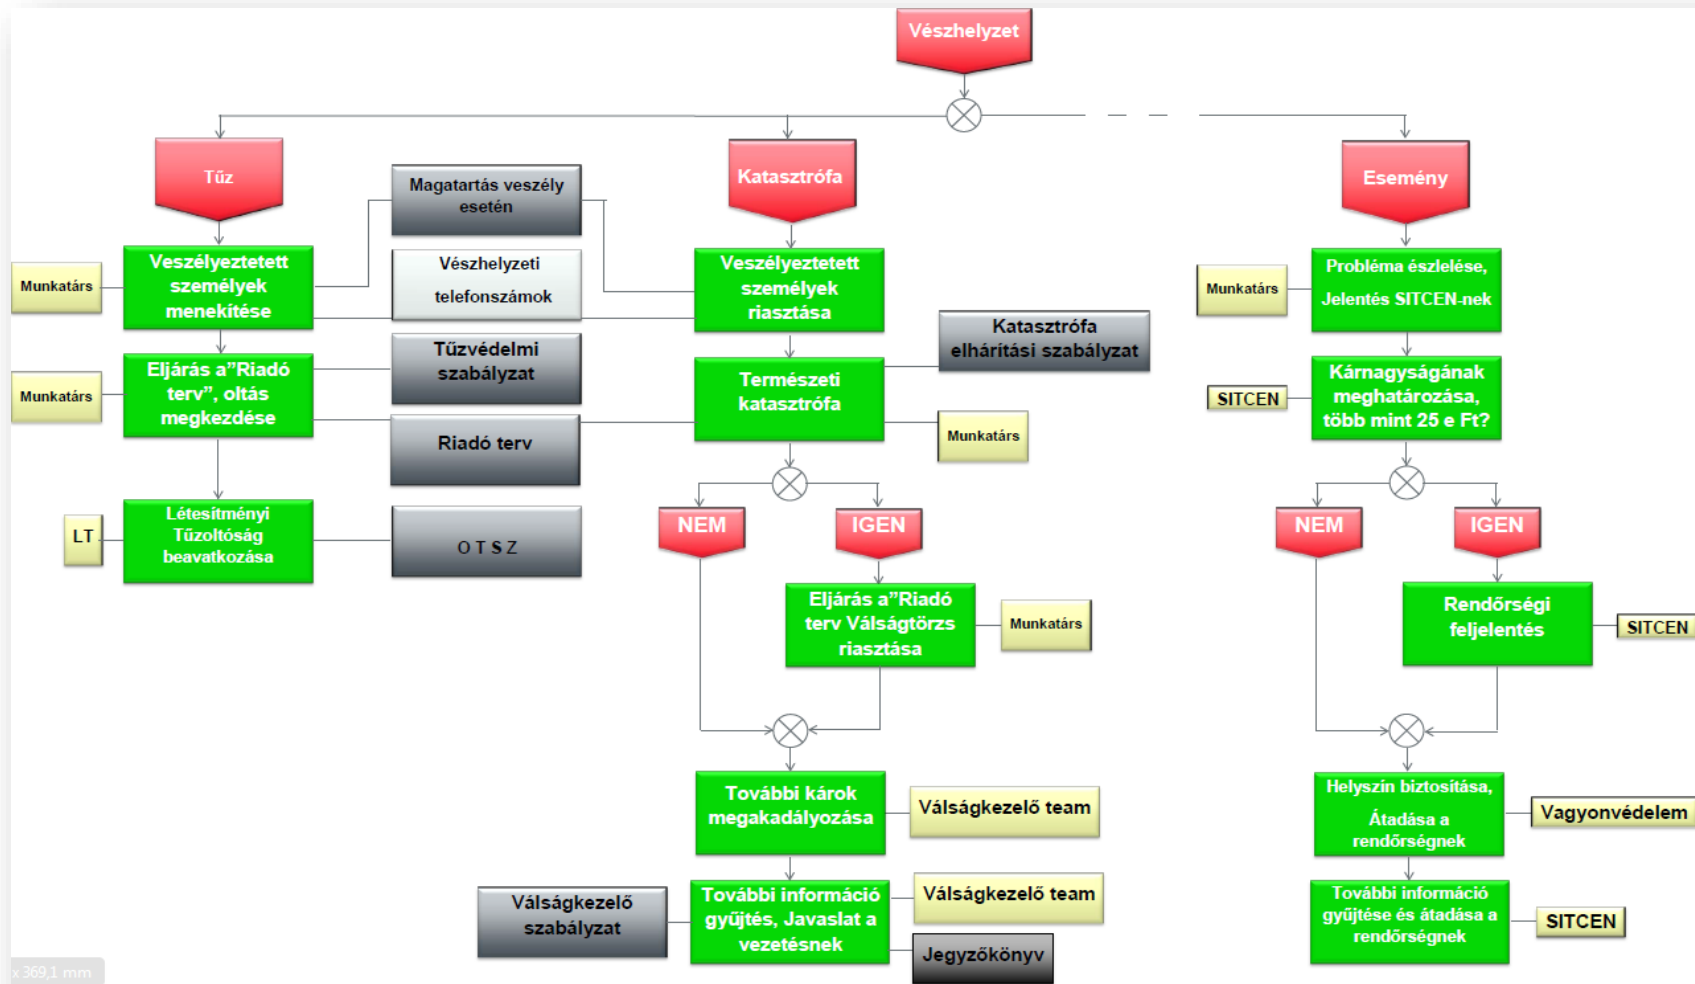 Vészhelyzet
Tűz
Magatartás veszély
esetén
Katasztrófa
Esemény
Munkatárs
Veszélyeztetett
személyek
menekítése
Vészhelyzeti
telefonszámok
Veszélyeztetett
személyek
riasztása
Munkatárs
Probléma észlelése,
Jelentés SITCEN-nek
Munkatárs
Eljárás a”Riadó
terv”, oltás
megkezdése
Tűzvédelmi
szabályzat
Riadó terv
Természeti
katasztrófa
Katasztrófa
elhárítási szabályzat
Munkatárs
SITCEN
Kárnagyságának
meghatározása,
több mint 25 e Ft?
LT
Létesítményi
Tűzoltóság
beavatkozása
O T S Z
NEM
IGEN
NEM
IGEN
Eljárás a”Riadó
terv Válságtörzs
riasztása
Munkatárs
Rendőrségi
feljelentés
SITCEN
További károk
megakadályozása
Válságkezelő team
Helyszín biztosítása,
Átadása a
rendőrségnek
Vagyonvédelem
Válságkezelő
szabályzat
További információ
gyűjtés, Javaslat a
vezetésnek
Válságkezelő team
Jegyzőkönyv
További információ
gyűjtése és átadása a
rendőrségnek
SITCEN
x 369,1 mm